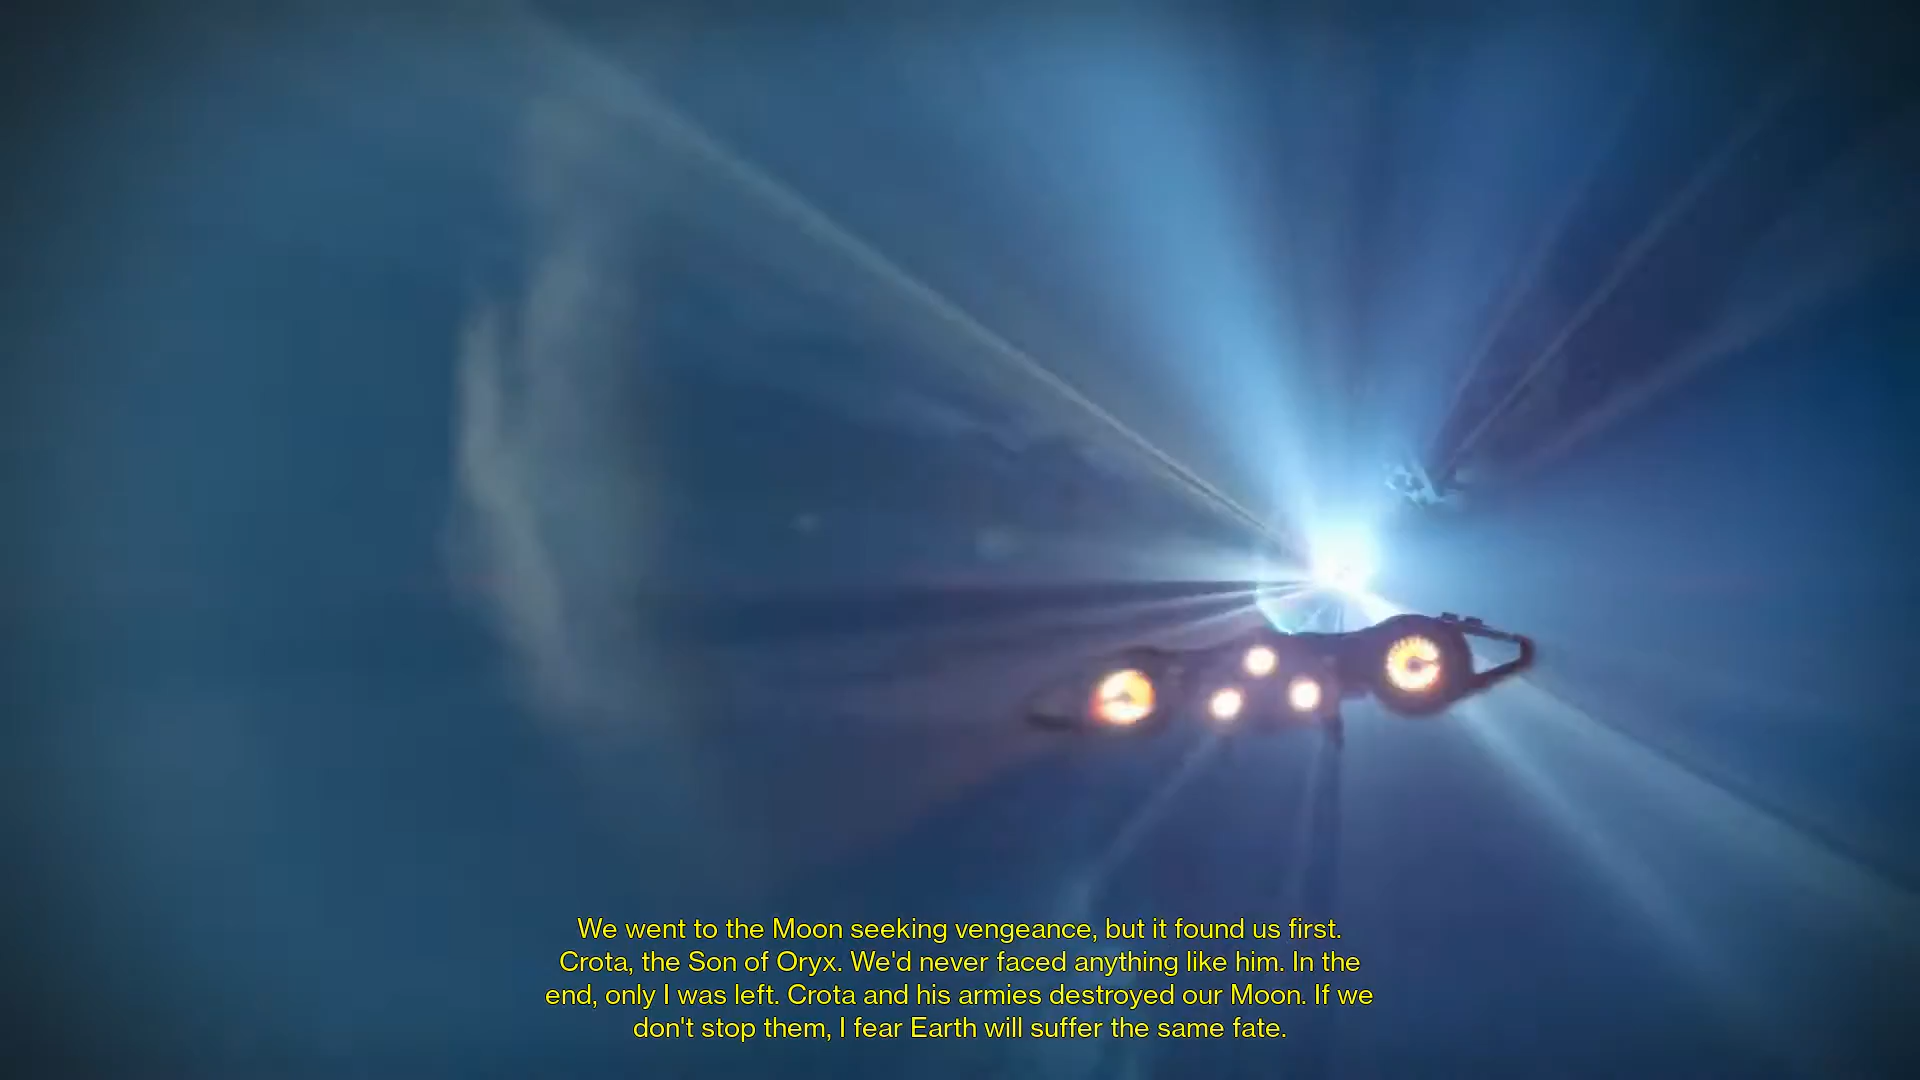 We went to the Moon seeking vengeance, but it found us first.
Crota, the Son of Oryx. We'd never faced anything like him. In the
end, only I was left. Crota and his armies destroyed our Moon. If we
don't stop them, I fear Earth will suffer the same fate.